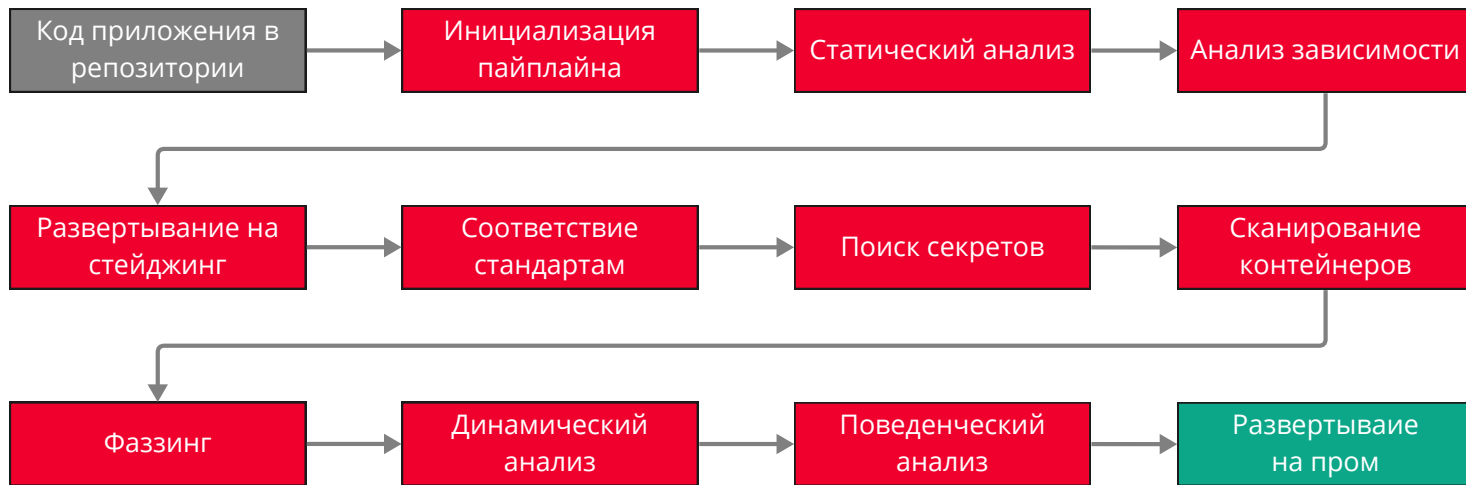 Код приложения в
репозитории
Инициализация
пайплайна
Статический анализ
Анализ зависимости
Развертывание на
стейджинг
Соответствие
стандартам
Поиск секретов
Сканирование
контейнеров
Фаззинг
Динамический
анализ
Поведенческий
анализ
Развертываие
на пром